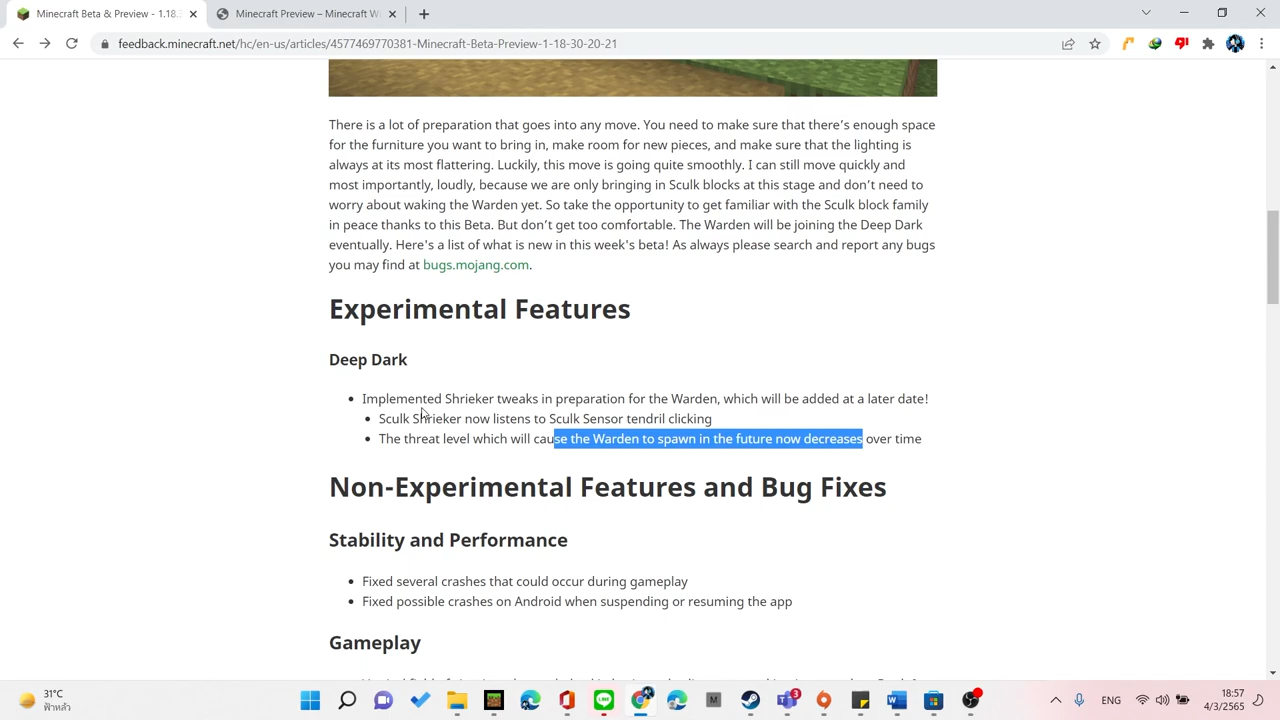 Minecraft Beta & Preview - 1.18.3
Minecraft Preview – Minecraft W
feedback.minecraft.net/hc/en-us/articles/4577469770381-Minecraft-Beta-Preview-1-18-30-20-21
There is a lot of preparation that goes into any move. You need to make sure that there’s enough space
for the furniture you want to bring in, make room for new pieces, and make sure that the lighting is
always at its most flattering. Luckily, this move is going quite smoothly. I can still move quickly and
most importantly, loudly, because we are only bringing in Sculk blocks at this stage and don’t need to
worry about waking the Warden yet. So take the opportunity to get familiar with the Sculk block family
in peace thanks to this Beta. But don’t get too comfortable. The Warden will be joining the Deep Dark
eventually. Here's a list of what is new in this week's beta! As always please search and report any bugs
you may find at bugs.mojang.com.
Experimental Features
Deep Dark
Implemented Shrieker tweaks in preparation for the Warden, which will be added at a later date!
Sculk Shrieker now listens to Sculk Sensor tendril clicking
The threat level which will cause the Warden to spawn in the future now decreases over time
Non-Experimental Features and Bug Fixes
Stability and Performance
Fixed several crashes that could occur during gameplay
Fixed possible crashes on Android when suspending or resuming the app
Gameplay
31°C
ฟ้าหลัว
3
ENG
18:57
4/3/2565